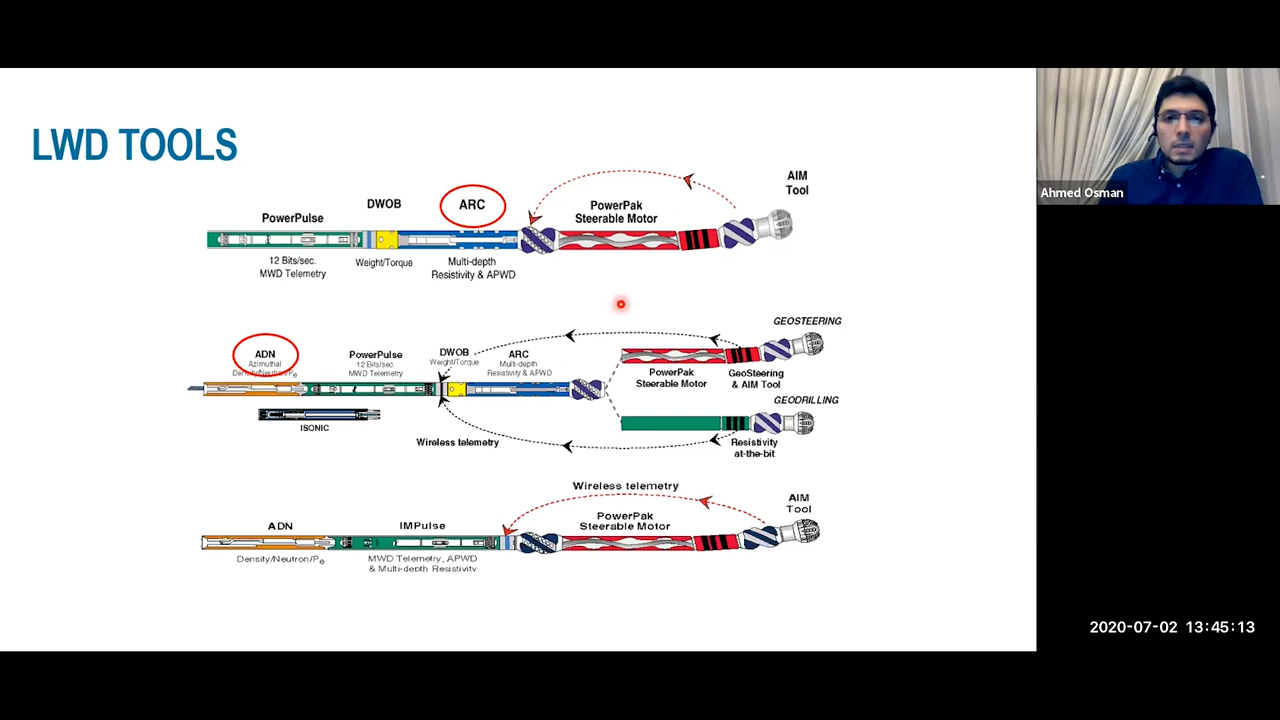 LWD TOOLS
Ahmed Osman
AIM
Tool
DWOB
ARC
PowerPulse
PowerPak
Steerable Motor
12 Bits/sec.
MWD Telemetry
Weight/Torque
Multi-depth
Resistivity & APWD
GEOSTEERING
ADN
Azimuthal
Density/Neutron/Pe
PowerPulse
12 Bits/sec.
MWD Telemetry
DWOB
Weight/Torque
ARC
Multi-depth
Resistivity & APWD
PowerPak
Steerable Motor
GeoSteering
& AIM Tool
GEODRILLING
ISONIC
Wireless telemetry
Resistivity
at-the-bit
Wireless telemetry
AIM
Tool
ADN
IMPulse
PowerPak
Steerable Motor
Density/Neutron/Pe
MWD Telemetry, APWD
& Multi-depth Resistivity
2020-07-02 13:45:13